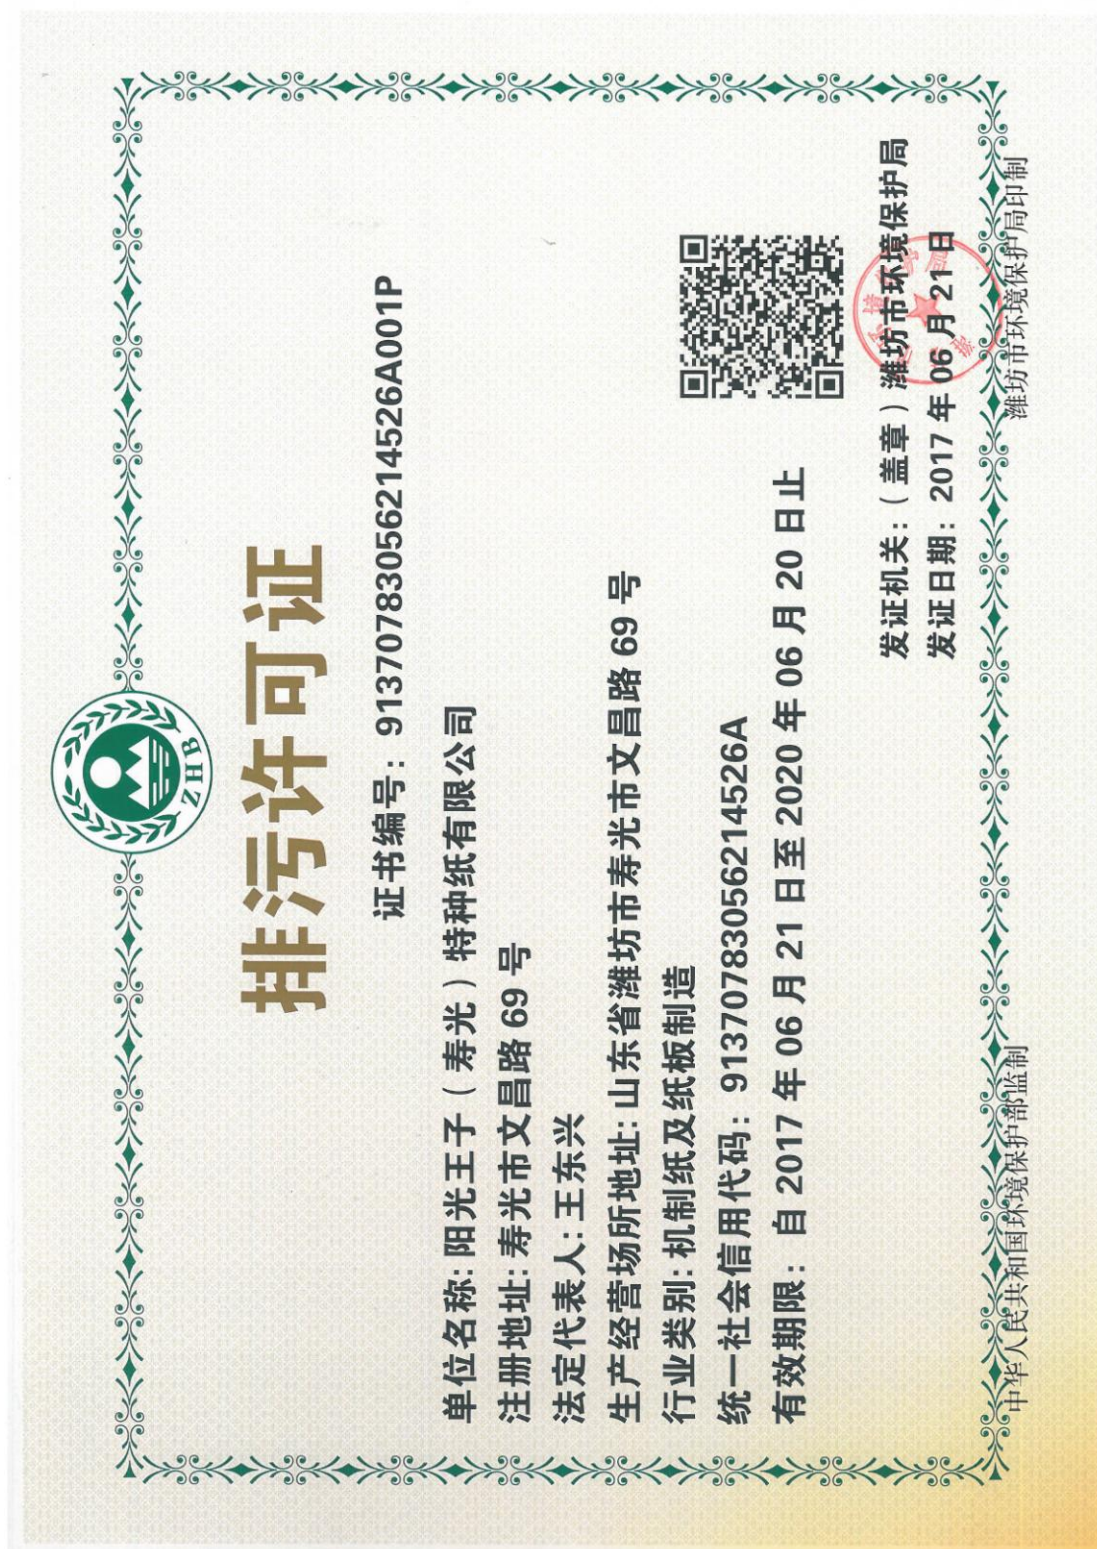 ZHB
排污许可证
证书编号：91370783056214526A001P
单位名称:阳光王子（寿光）特种纸有限公司
注册地址:寿光市文昌路69号
法定代表人:王东兴
生产经营场所地址:山东省潍坊市寿光市文昌路69号
行业类别:机制纸及纸板制造
统一社会信用代码：91370783056214526A
有效期限：自2017年06月21日至2020年06月20日止
发证机关:（盖章）潍坊市环境保护局
发证日期：2017年06月21日
中华人民共和国环境保护部监制
潍坊市环境保护局印制